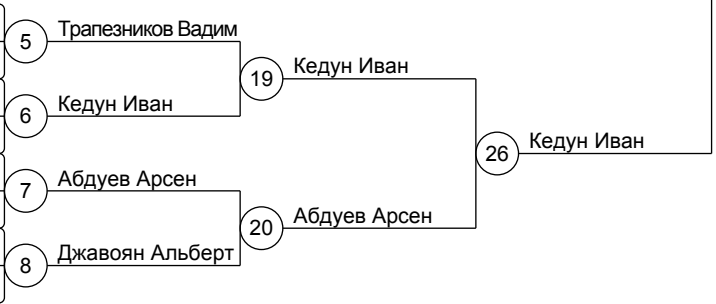 5 Трапезников Вадим
19 Кедун Иван
6 Кедун Иван
26 Кедун Иван
7 Абдуев Арсен
20 Абдуев Арсен
8 Джавоян Альберт